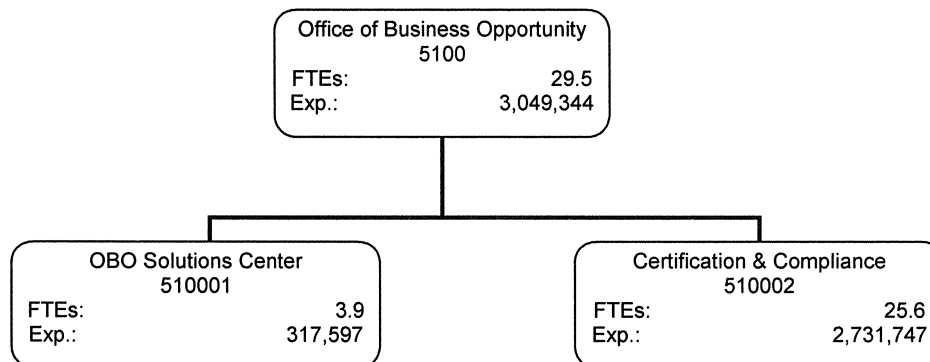 Office of Business Opportunity
5100
FTEs: 29.5
Exp.: 3,049,344
OBO Solutions Center
510001
FTEs: 3.9
Exp.: 317,597
Certification & Compliance
510002
FTEs: 25.6
Exp.: 2,731,747